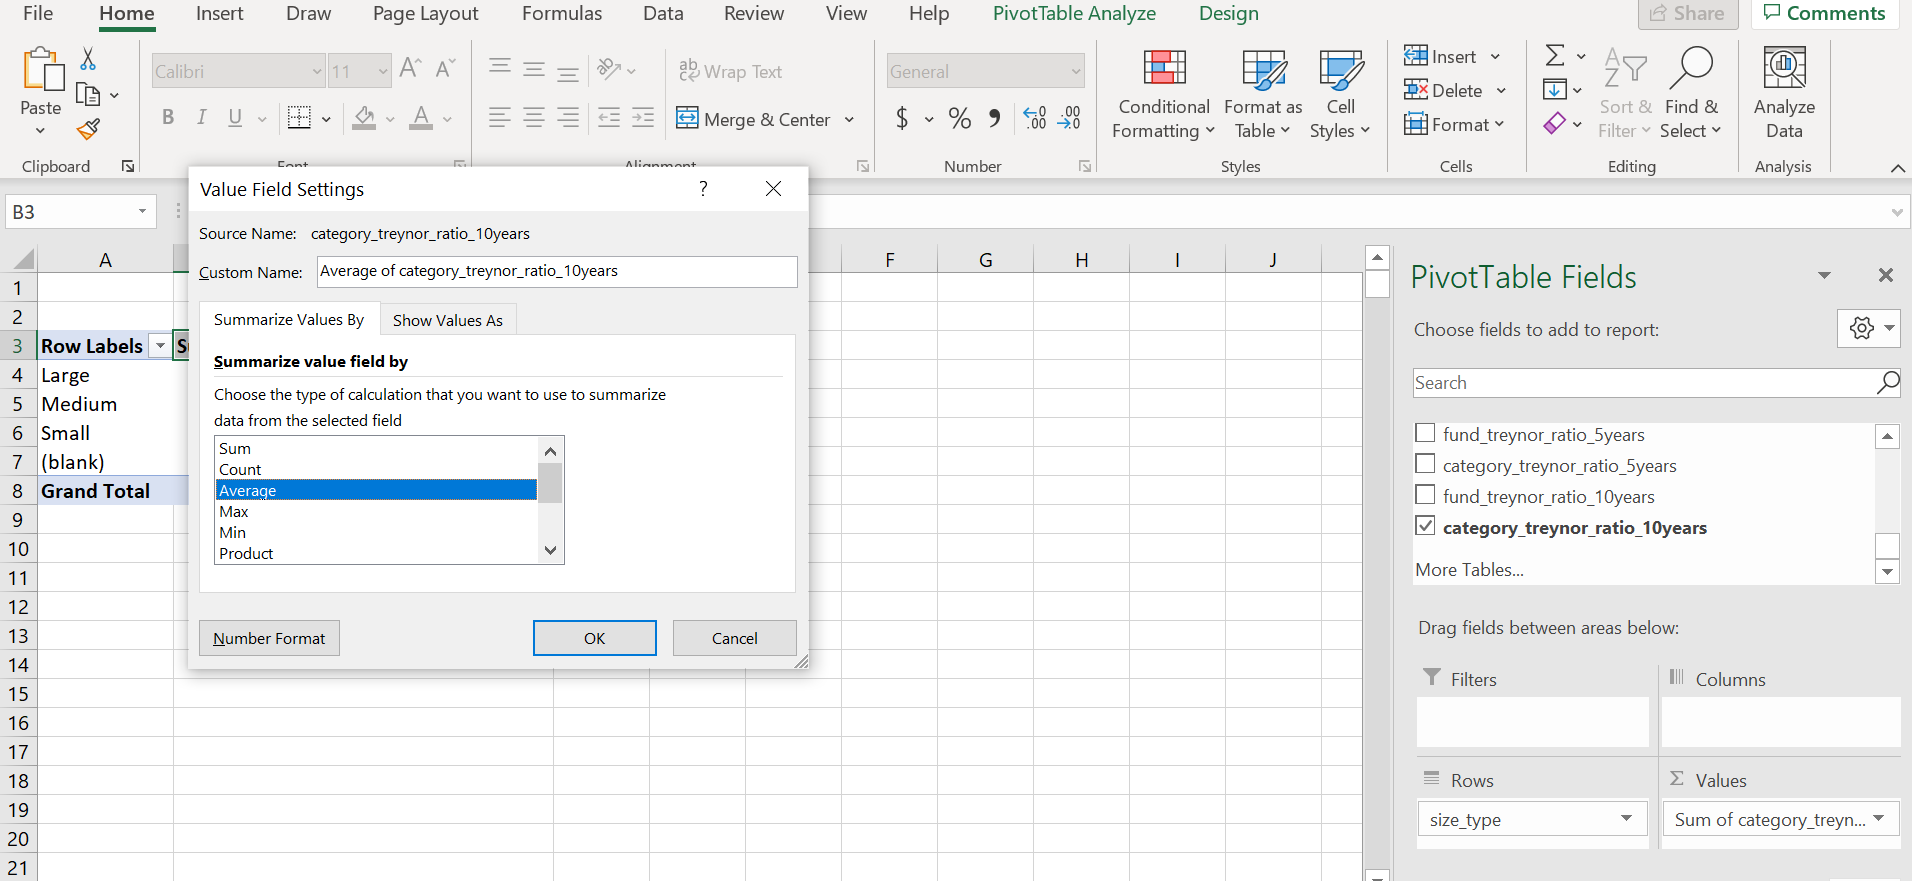 File Home Insert Draw Page Layout Formulas Data Review View Help PivotTable Analyze Design Share Comments
Calibri 11 A A Wrap Text General Insert
Paste Conditional Format as Cell Delete Sort & Find & Analyze
B I U A Merge & Center $ % Formatting Table Styles Format Filter Select Data
Clipboard Font Alignment Number Styles Cells Editing Analysis
B3
Value Field Settings ?
Source Name: category_treynor_ratio_10years
Custom Name: Average of category_treynor_ratio_10years
Summarize Values By Show Values As
Summarize value field by
Choose the type of calculation that you want to use to summarize
data from the selected field
Sum
Count
Average
Max
Min
Product
Number Format OK Cancel
A F G H I J
1
2
3 Row Labels
4 Large
5 Medium
6 Small
7 (blank)
8 Grand Total
9
10
11
12
13
14
15
16
17
18
19
20
21
PivotTable Fields
Choose fields to add to report:
Search
fund_treynor_ratio_5years
category_treynor_ratio_5years
fund_treynor_ratio_10years
category_treynor_ratio_10years
More Tables...
Drag fields between areas below:
Filters Columns
Rows Σ Values
size_type Sum of category_treyn...